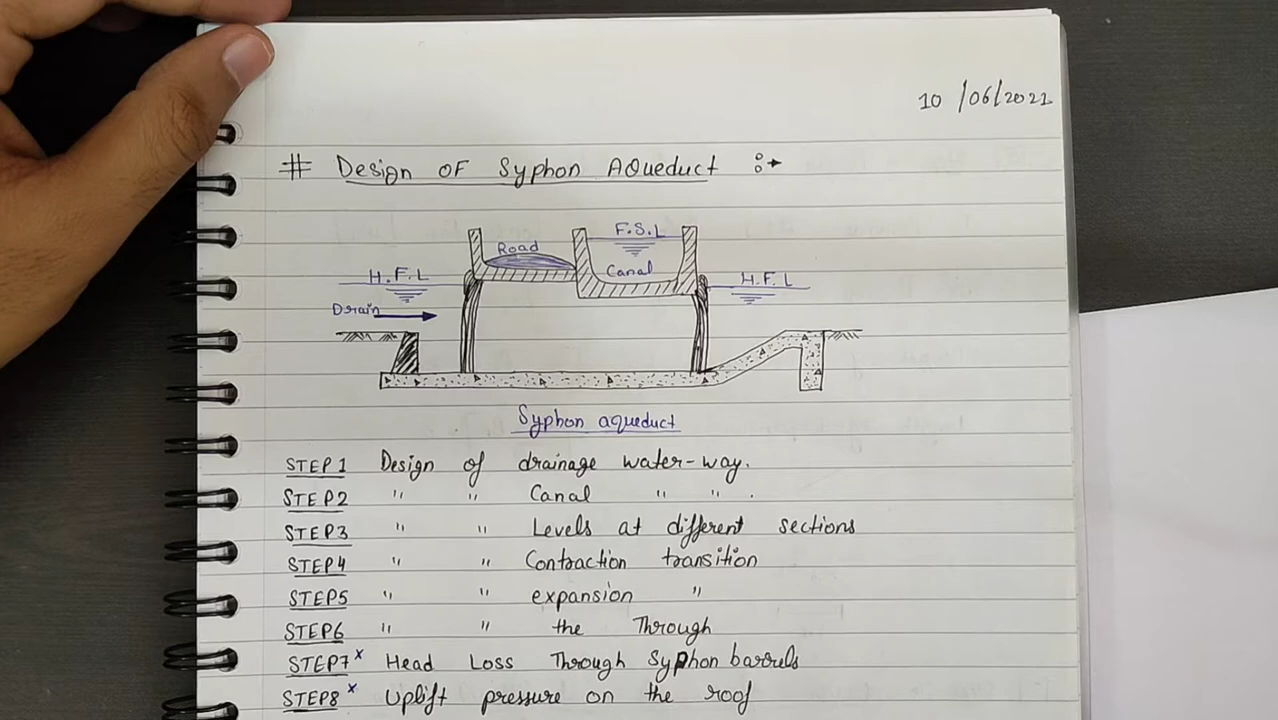 10/06/2021
# Design OF Syphon AQueduct :→
F.S.L
Road
Canal
H.F.L
H.F.L
Drain
Syphon aqueduct
STEP 1 Design of drainage water-way.
STEP2 " " Canal " " .
STEP3 " " Levels at different sections
STEP4 " " Contraction transition
STEP5 " " expansion "
STEP6 " " the Through
STEP7 x Head Loss Through Syphon barrels
STEP8 x Uplift pressure on the roof